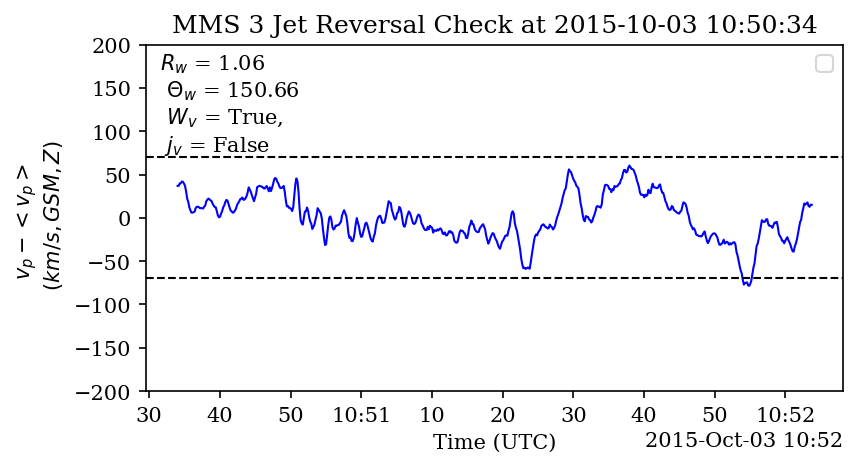 MMS 3 Jet Reversal Check at 2015-10-03 10:50:34
R_w = 1.06
Θ_w = 150.66
W_v = True,
j_v = False
v_p − < v_p >
(km/s, GSM, Z)
200
150
100
50
0
−50
−100
−150
−200
30 40 50 10:51 10 20 30 40 50 10:52
Time (UTC)
2015-Oct-03 10:52